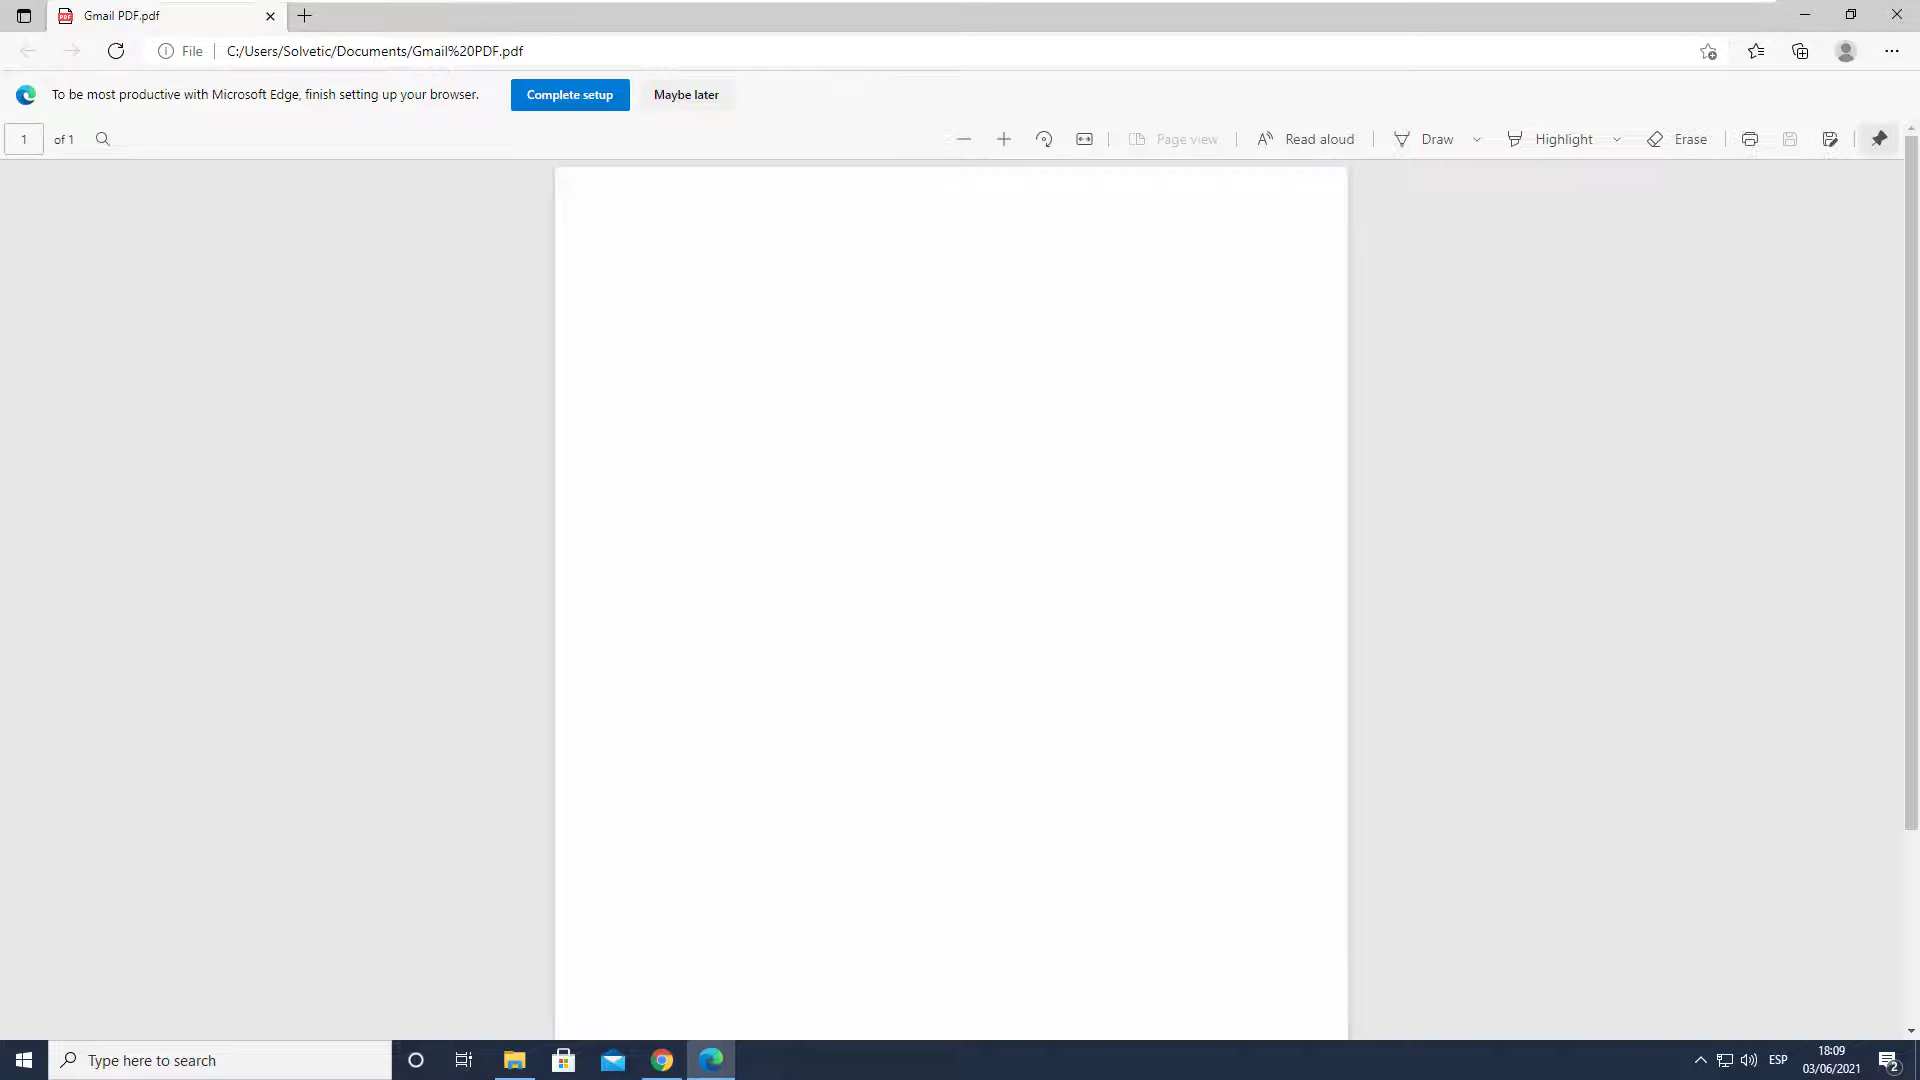 Gmail PDF.pdf
File
C:/Users/Solvetic/Documents/Gmail%20PDF.pdf
To be most productive with Microsoft Edge, finish setting up your browser.
Complete setup
Maybe later
1
of 1
Page view
Read aloud
Draw
Highlight
Erase
Type here to search
ESP
18:09
03/06/2021
2